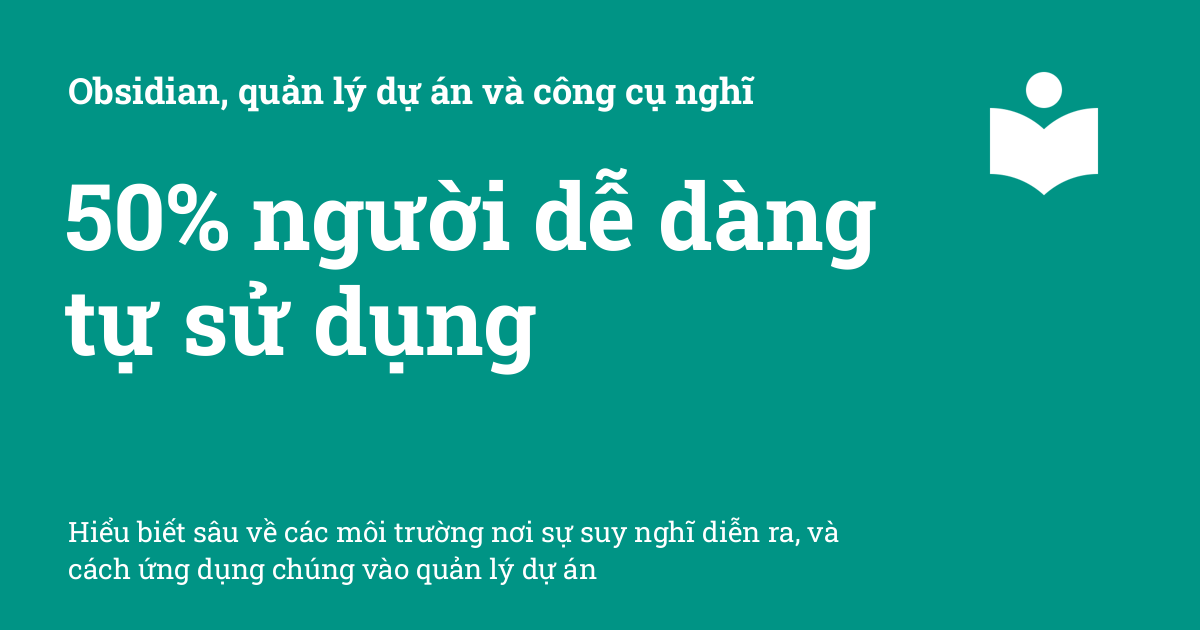 Obsidian, quản lý dự án và công cụ nghĩ
50% người dễ dàng
tự sử dụng
Hiểu biết sâu về các môi trường nơi sự suy nghĩ diễn ra, và
cách ứng dụng chúng vào quản lý dự án